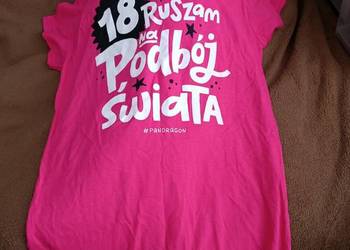 18 Ruszam
na
Podbój
Świata
#PANDRAGON